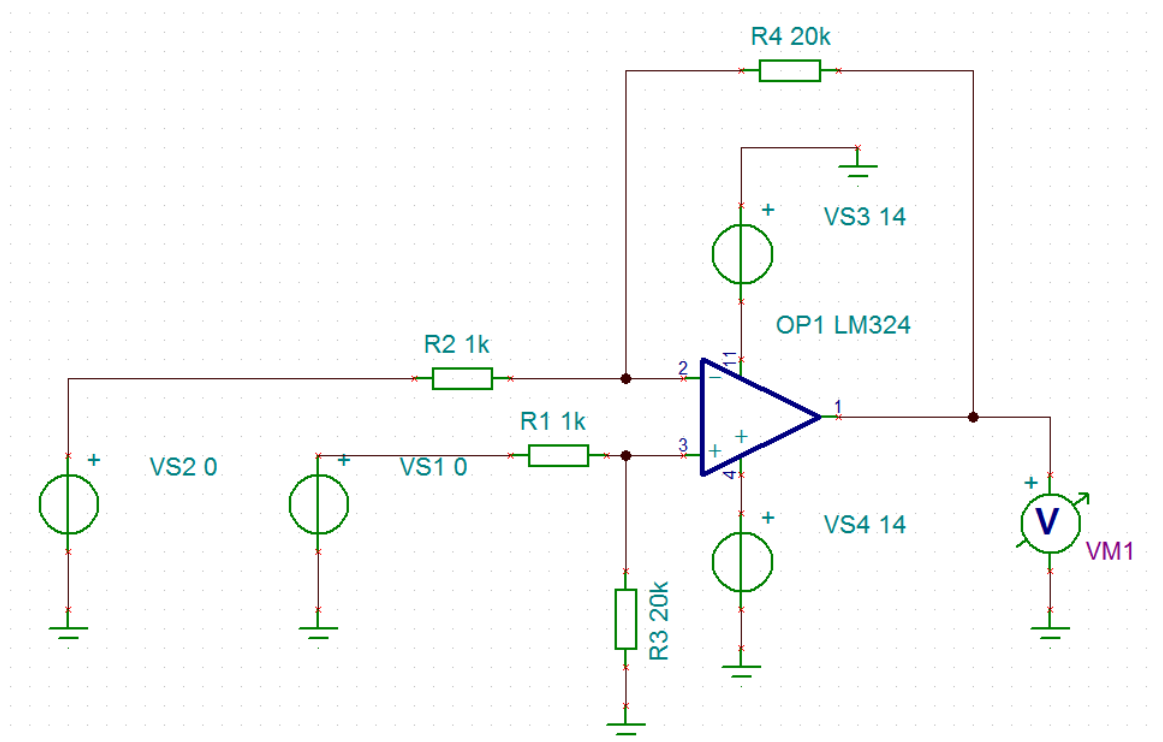 R4 20k
+
VS3 14
OP1 LM324
R2 1k
11
2
−
1
R1 1k
+
3
+
4
+
VS2 0
+
VS1 0
+
VS4 14
+
V
VM1
R3 20k